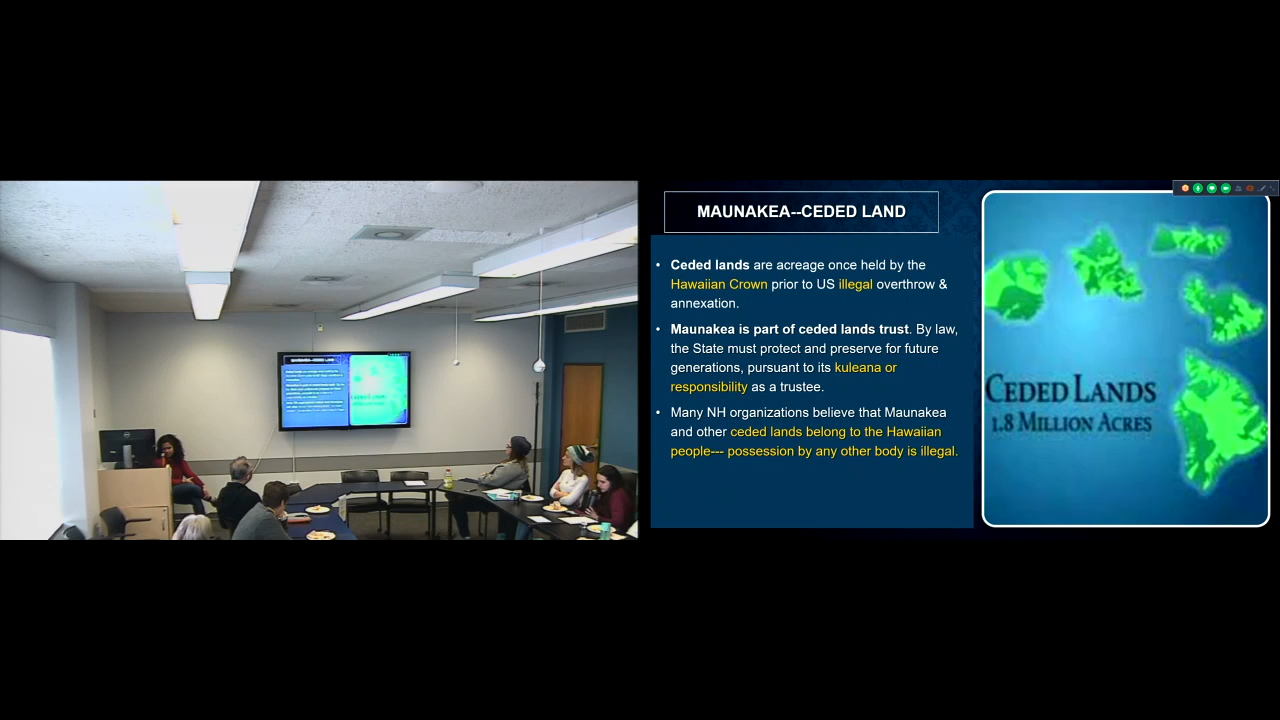 MAUNAKEA--CEDED LAND
• Ceded lands are acreage once held by the
Hawaiian Crown prior to US illegal overthrow &
annexation.
• Maunakea is part of ceded lands trust. By law,
the State must protect and preserve for future
generations, pursuant to its kuleana or
responsibility as a trustee.
• Many NH organizations believe that Maunakea
and other ceded lands belong to the Hawaiian
people--- possession by any other body is illegal.
CEDED LANDS
1.8 MILLION ACRES